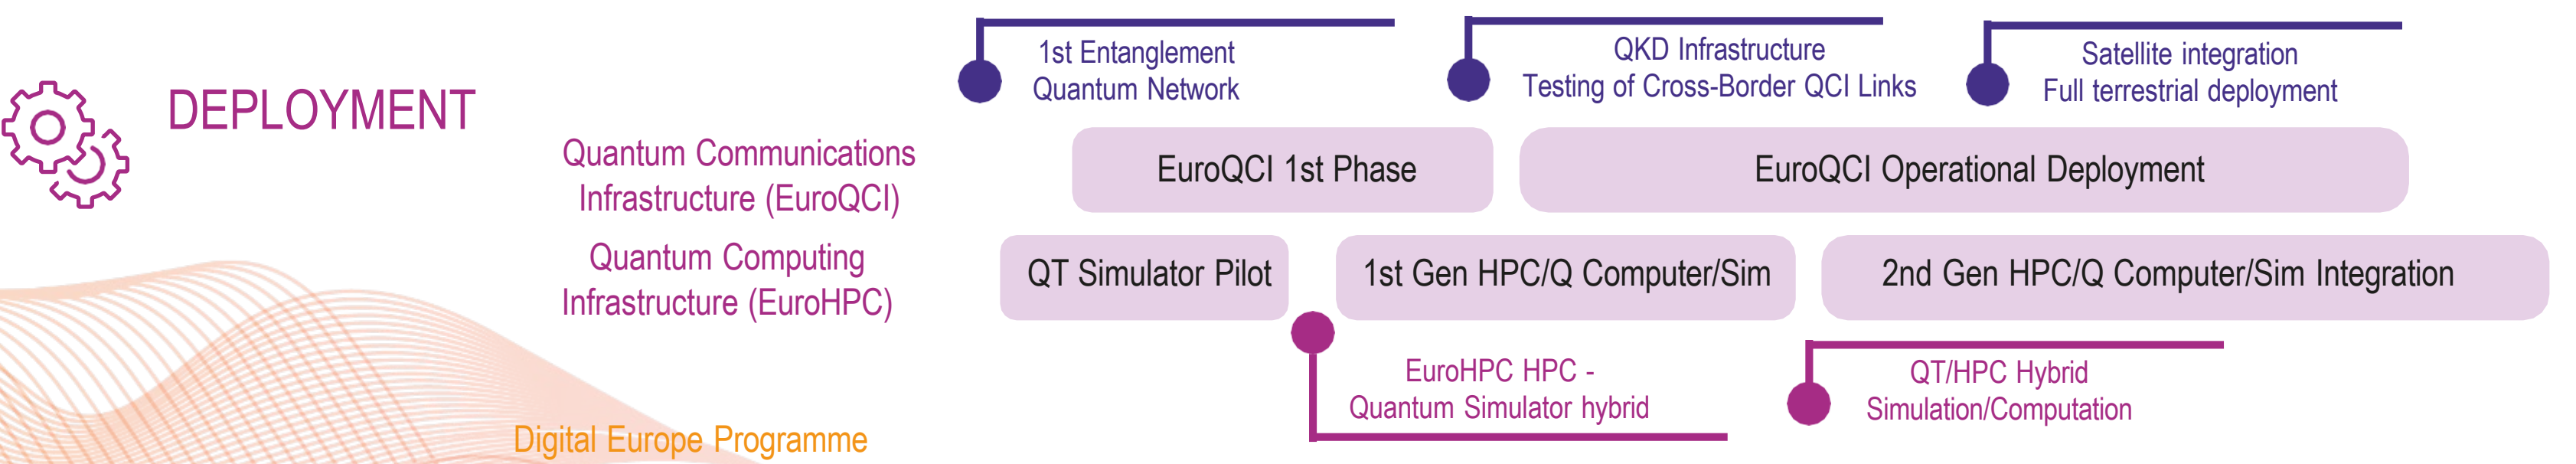 DEPLOYMENT
1st Entanglement
Quantum Network
QKD Infrastructure
Testing of Cross-Border QCI Links
Satellite integration
Full terrestrial deployment
Quantum Communications
Infrastructure (EuroQCI)
EuroQCI 1st Phase
EuroQCI Operational Deployment
Quantum Computing
Infrastructure (EuroHPC)
QT Simulator Pilot
1st Gen HPC/Q Computer/Sim
2nd Gen HPC/Q Computer/Sim Integration
EuroHPC HPC -
Quantum Simulator hybrid
QT/HPC Hybrid
Simulation/Computation
Digital Europe Programme